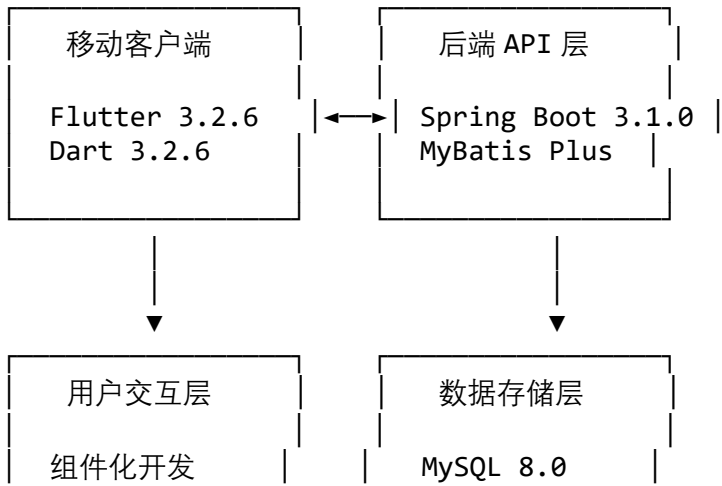 移动客户端 后端 API 层
Flutter 3.2.6 Spring Boot 3.1.0
Dart 3.2.6 MyBatis Plus
用户交互层 数据存储层
组件化开发 MySQL 8.0